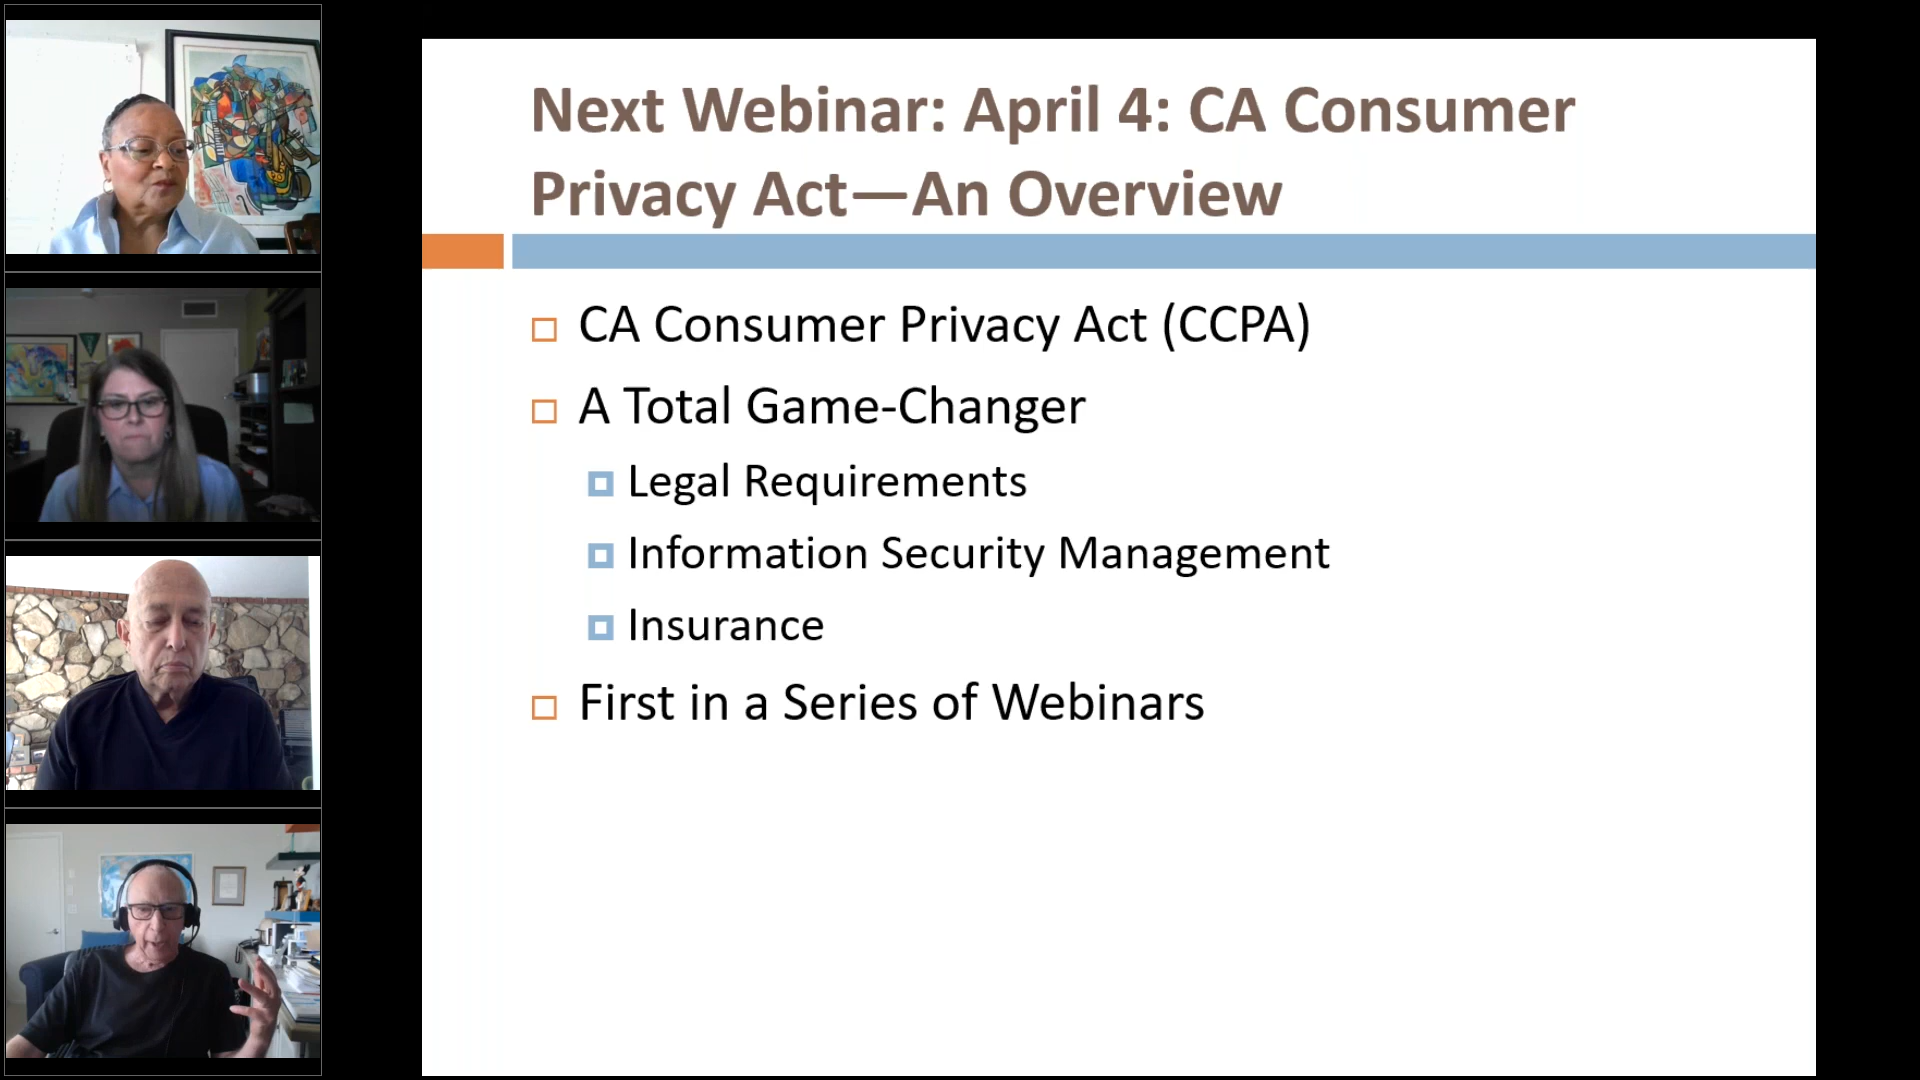 Next Webinar: April 4: CA Consumer
Privacy Act—An Overview
CA Consumer Privacy Act (CCPA)
A Total Game-Changer
Legal Requirements
Information Security Management
Insurance
First in a Series of Webinars